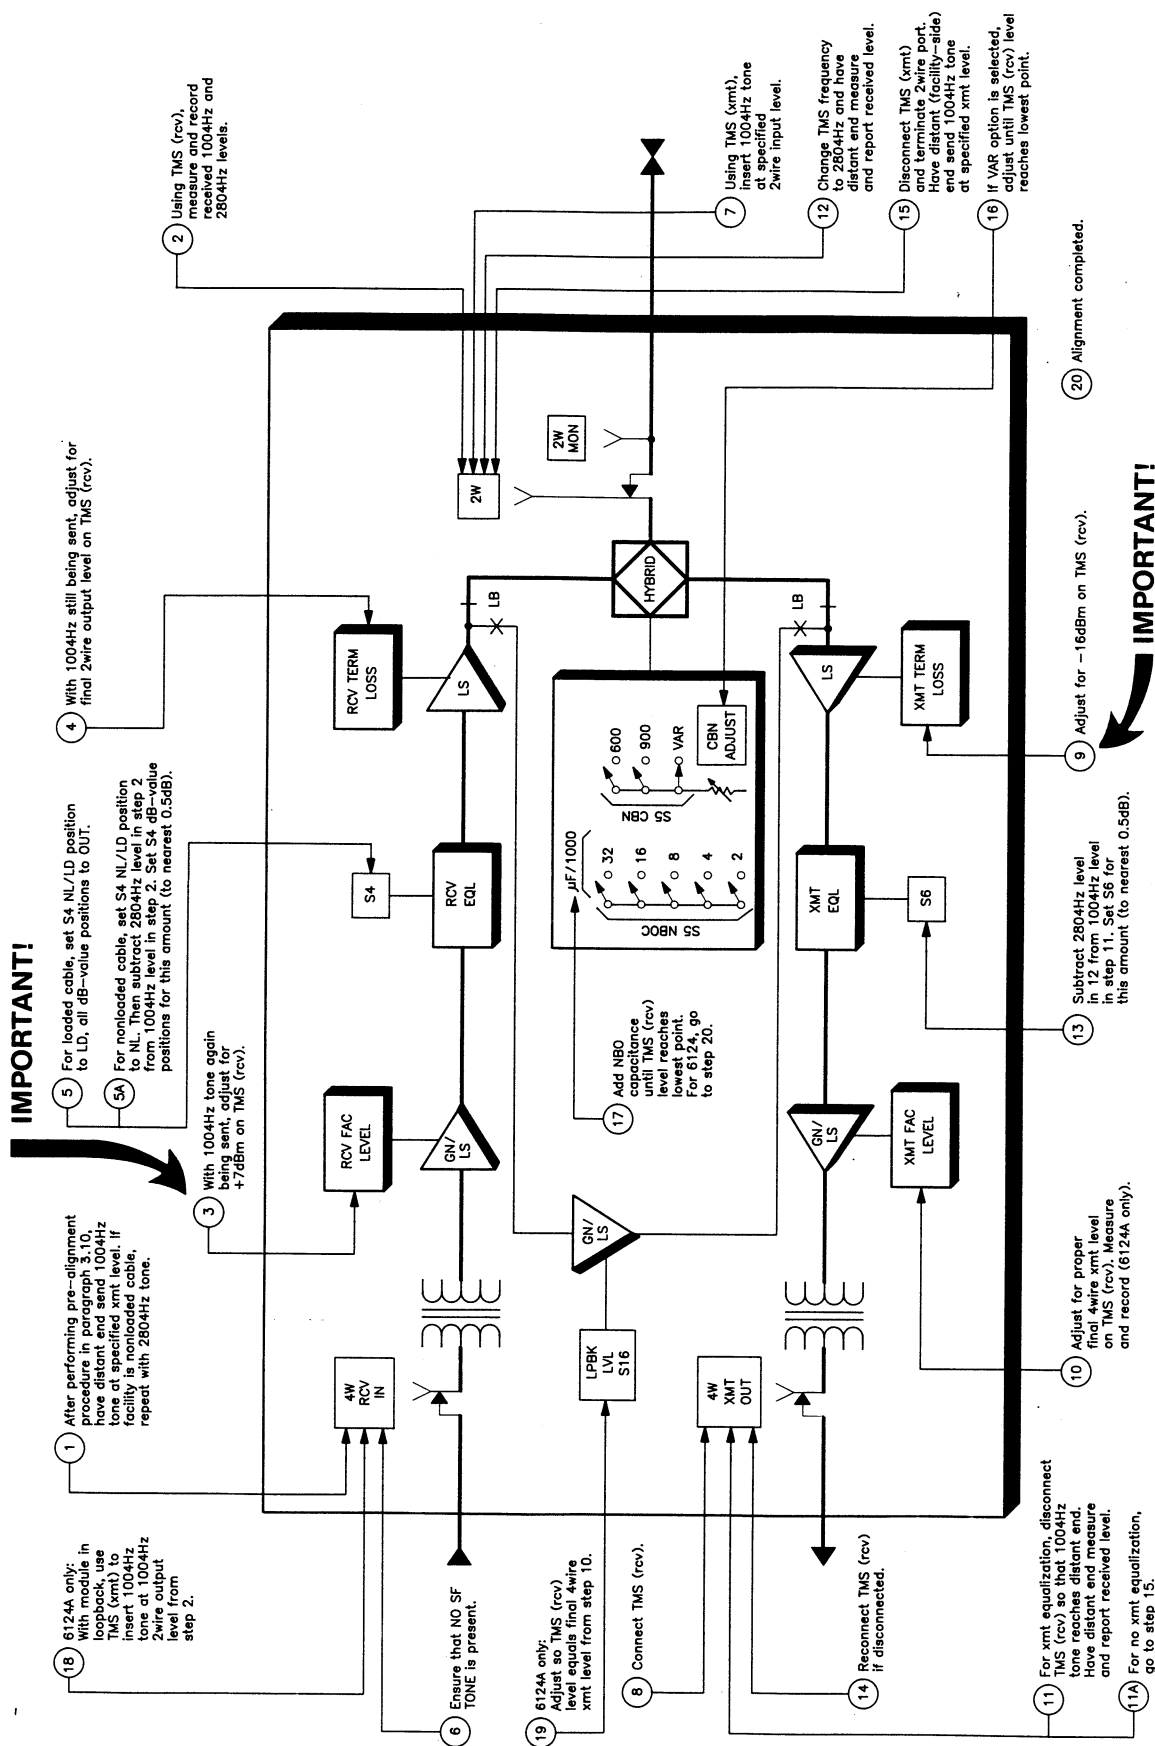 IMPORTANT!
1
After performing pre-alignment
procedure in paragraph 3.10,
have distant end send 1004Hz
tone at specified xmt level. If
facility is nonloaded cable,
repeat with 2804Hz tone.
2
Using TMS (rcv),
measure and record
received 1004Hz and
2804Hz levels.
3
With 1004Hz tone again
being sent, adjust for
+7dBm on TMS (rcv).
4
With 1004Hz still being sent, adjust for
final 2wire output level on TMS (rcv).
5
For loaded cable, set S4 NL/LD position
to LD, all dB-value positions to OUT.
5A
For nonloaded cable, set S4 NL/LD position
to NL. Then subtract 2804Hz level in step 2
from 1004Hz level in step 2. Set S4 dB-value
positions for this amount (to nearest 0.5dB).
18
6124A only:
With module in
loopback, use
TMS (xmt) to
insert 1004Hz
tone at 1004Hz
2wire output
level from
step 2.
6
Ensure that NO SF
TONE is present.
19
6124A only:
Adjust so TMS (rcv)
level equals final 4wire
xmt level from step 10.
8
Connect TMS (rcv).
14
Reconnect TMS (rcv)
if disconnected.
11
For xmt equalization, disconnect
TMS (rcv) so that 1004Hz
tone reaches distant end.
Have distant end measure
and report received level.
11A
For no xmt equalization,
go to step 15.
4W
RCV
IN
RCV FAC
LEVEL
GN/
LS
S4
RCV
EQL
RCV TERM
LOSS
LS
LB
2W
2W
MON
HYBRID
LPBK
LVL
S16
GN/
LS
17
Add NBO
capacitance
until TMS (rcv)
level reaches
lowest point.
For 6124, go
to step 20.
µF/1000
32
16
8
4
2
S5 NBOC
600
900
VAR
S5 CBN
CBN
ADJUST
4W
XMT
OUT
GN/
LS
XMT FAC
LEVEL
XMT
EQL
S6
LS
XMT TERM
LOSS
LB
7
Using TMS (xmt),
insert 1004Hz tone
at specified
2wire input level.
12
Change TMS frequency
to 2804Hz and have
distant end measure
and report received level.
15
Disconnect TMS (xmt)
and terminate 2wire port.
Have distant (facility-side)
end send 1004Hz tone
at specified xmt level.
16
If VAR option is selected,
adjust until TMS (rcv) level
reaches lowest point.
10
Adjust for proper
final 4wire xmt level
on TMS (rcv). Measure
and record (6124A only).
13
Subtract 2804Hz level
in 12 from 1004Hz level
in step 11. Set S6 for
this amount (to nearest 0.5dB).
9
Adjust for -16dBm on TMS (rcv).
20
Alignment completed.
IMPORTANT!